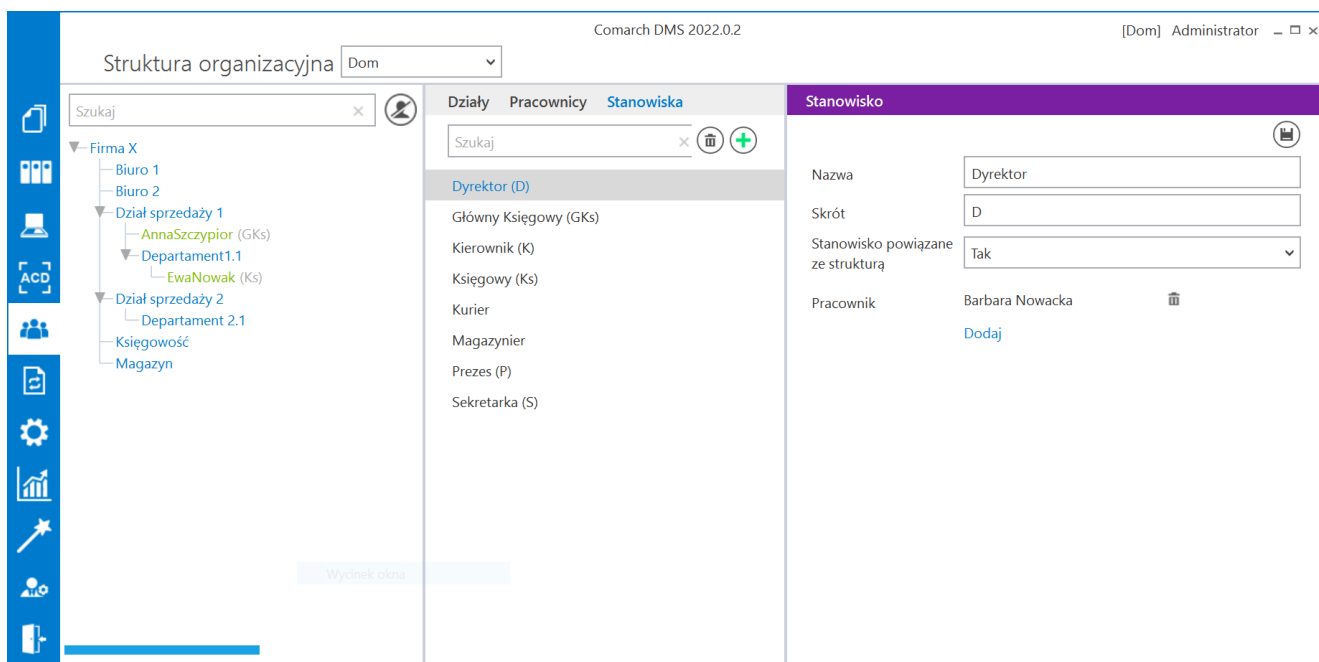 Comarch DMS 2022.0.2
[Dom] Administrator
Struktura organizacyjna Dom
Szukaj
Firma X
Biuro 1
Biuro 2
Dział sprzedaży 1
AnnaSzczypior (GKs)
Departament1.1
EwaNowak (Ks)
Dział sprzedaży 2
Departament 2.1
Księgowość
Magazyn
Wycinek okna
Działy Pracownicy Stanowiska
Szukaj
Dyrektor (D)
Główny Księgowy (GKs)
Kierownik (K)
Księgowy (Ks)
Kurier
Magazynier
Prezes (P)
Sekretarka (S)
Stanowisko
Nazwa Dyrektor
Skrót D
Stanowisko powiązane
ze strukturą Tak
Pracownik Barbara Nowacka
Dodaj
ACD